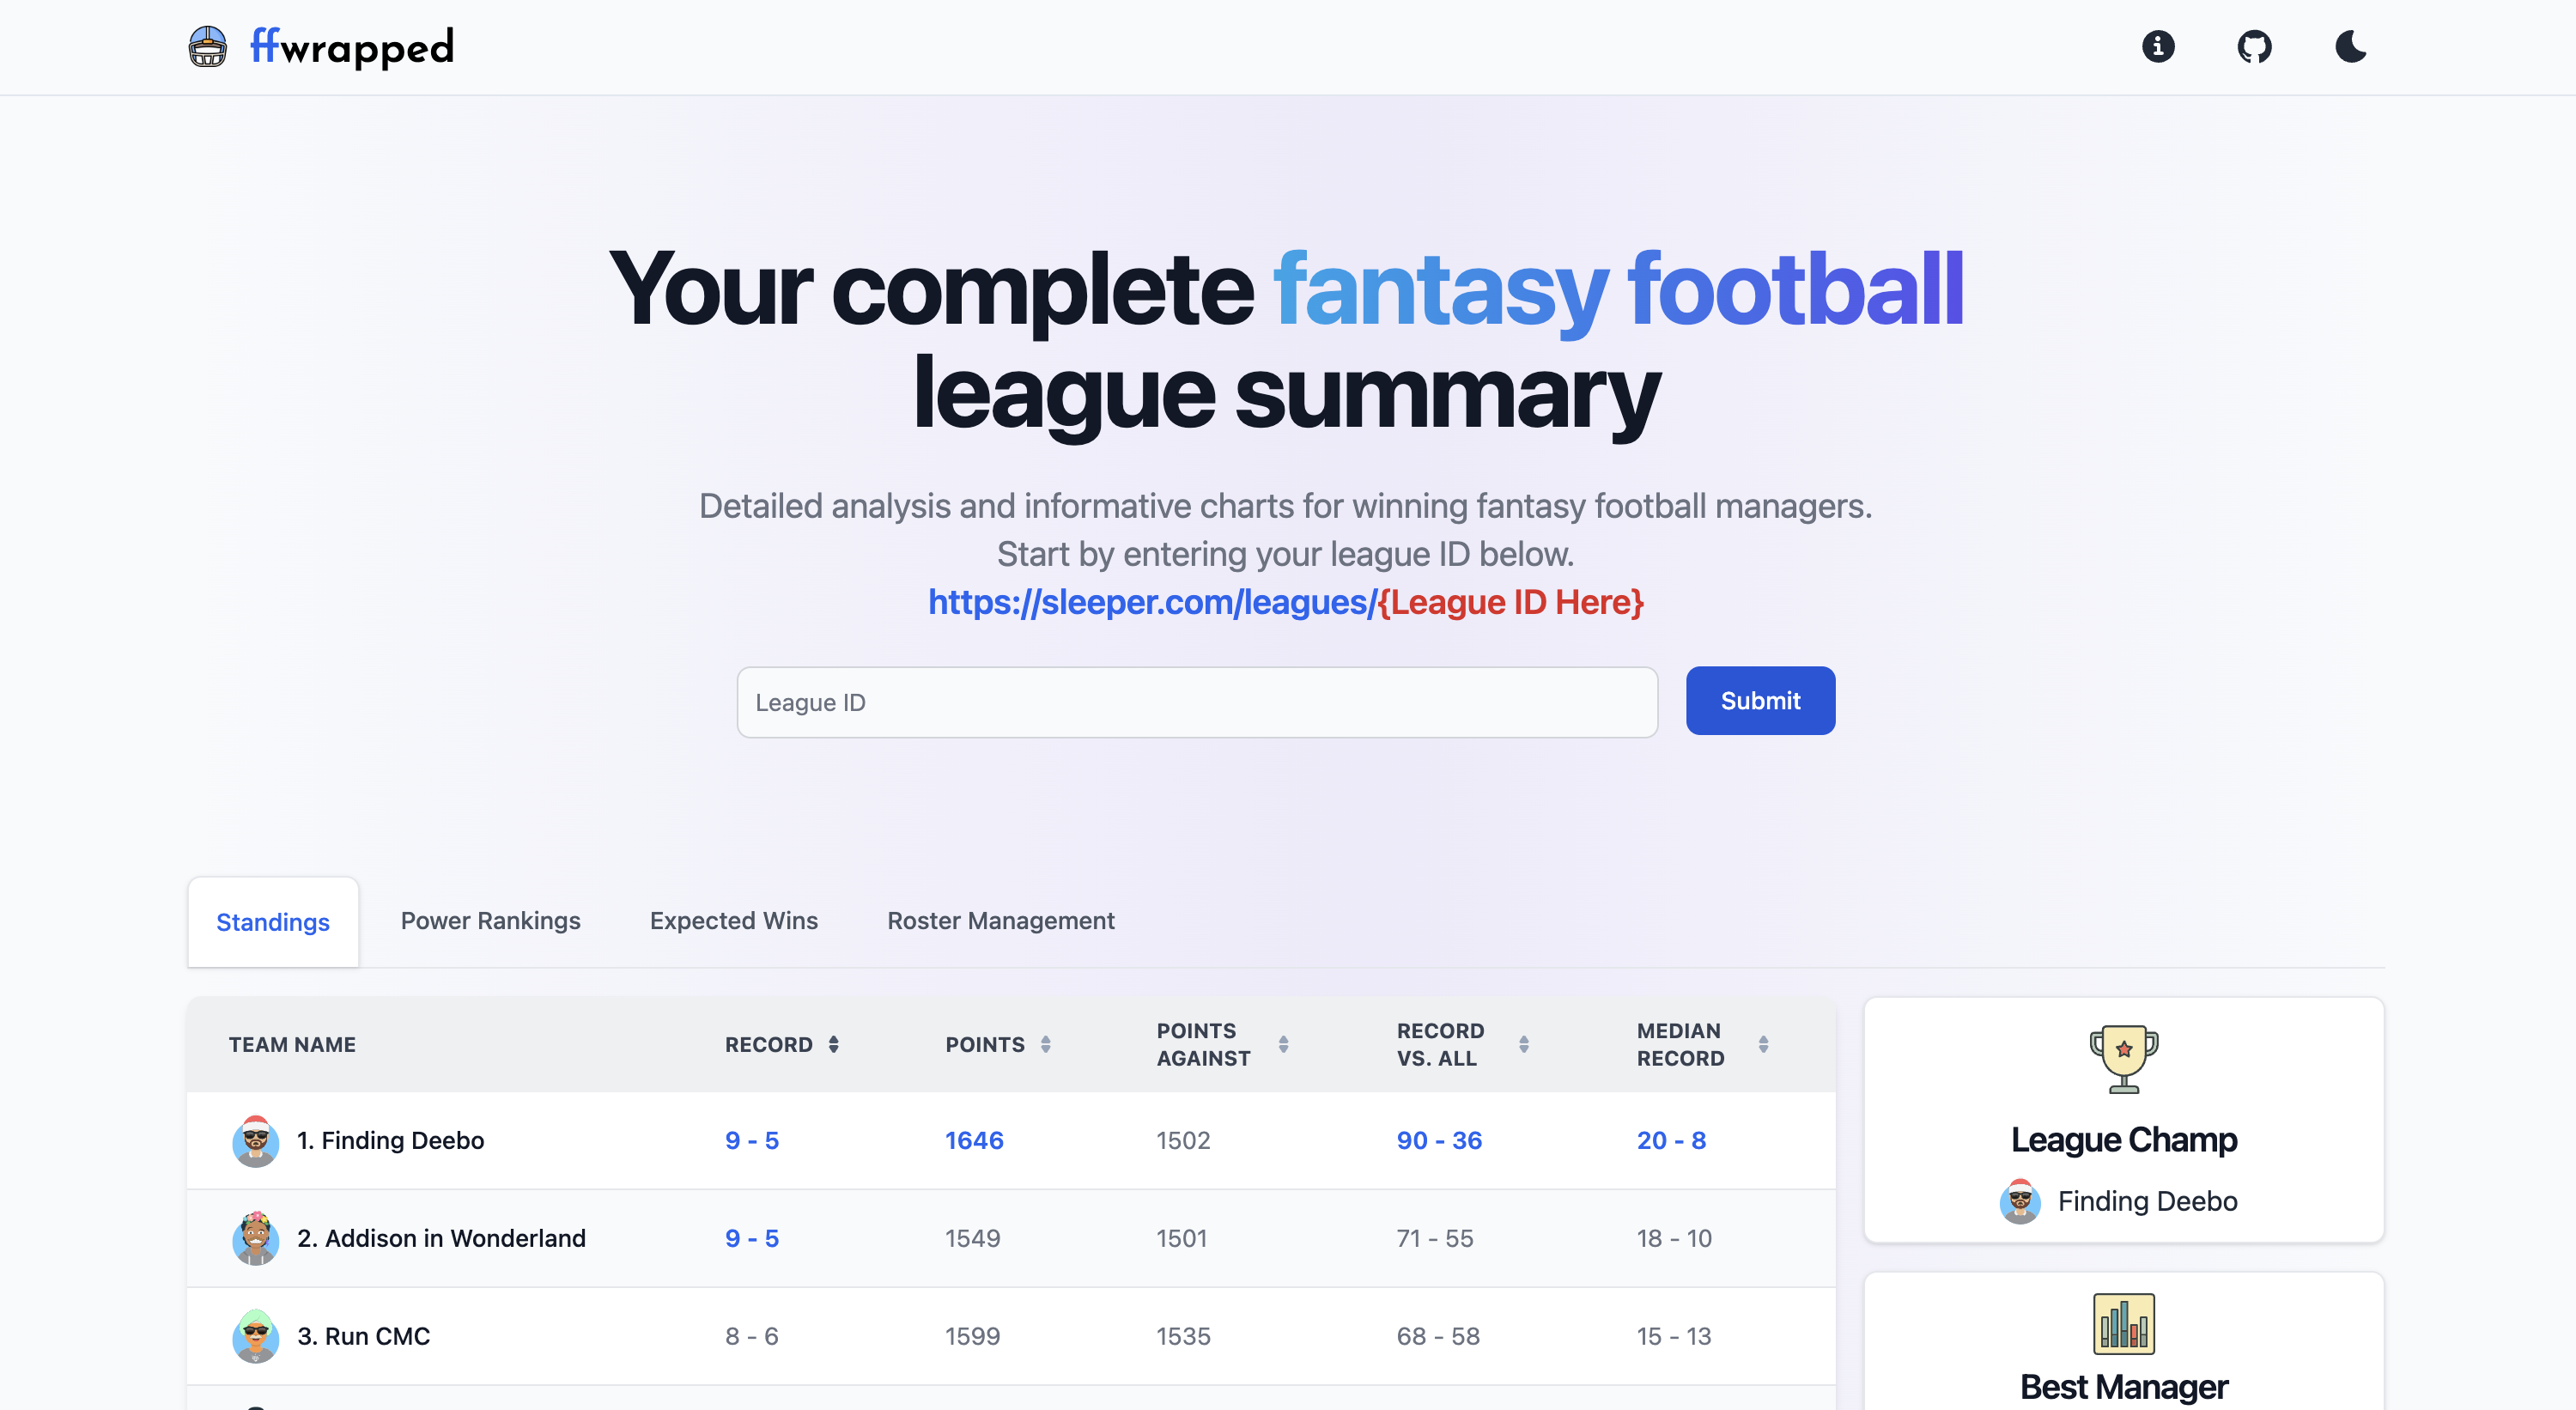 ffwrapped
Your complete fantasy football
league summary
Detailed analysis and informative charts for winning fantasy football managers.
Start by entering your league ID below.
https://sleeper.com/leagues/{League ID Here}
League ID
Submit
Standings
Power Rankings
Expected Wins
Roster Management
TEAM NAME
RECORD
POINTS
POINTS
AGAINST
RECORD
VS. ALL
MEDIAN
RECORD
1. Finding Deebo
9 - 5
1646
1502
90 - 36
20 - 8
2. Addison in Wonderland
9 - 5
1549
1501
71 - 55
18 - 10
3. Run CMC
8 - 6
1599
1535
68 - 58
15 - 13
League Champ
Finding Deebo
Best Manager